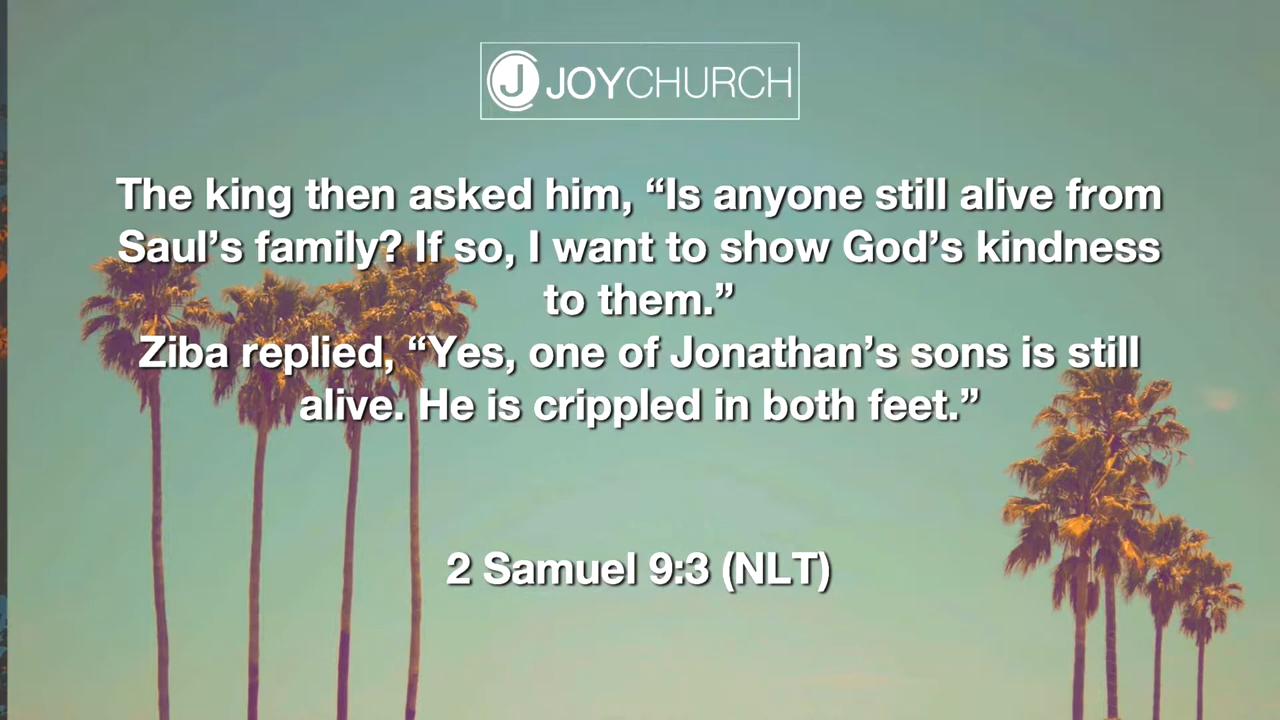 J JOYCHURCH
The king then asked him, “Is anyone still alive from
Saul’s family? If so, I want to show God’s kindness
to them.”
Ziba replied, “Yes, one of Jonathan’s sons is still
alive. He is crippled in both feet.”
2 Samuel 9:3 (NLT)